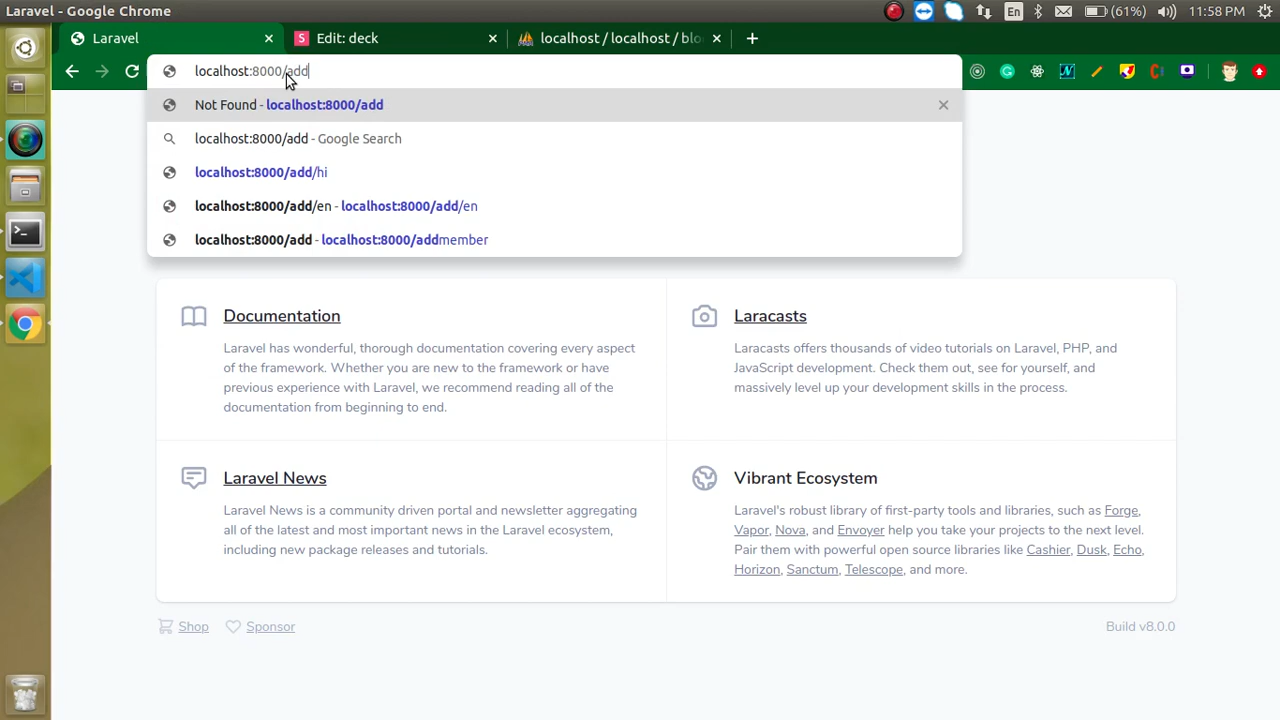 Laravel - Google Chrome
En
(61%)
11:58 PM
Laravel
S Edit: deck
localhost / localhost / blo
localhost:8000/add
Not Found - localhost:8000/add
localhost:8000/add - Google Search
localhost:8000/add/hi
localhost:8000/add/en - localhost:8000/add/en
localhost:8000/add - localhost:8000/addmember
Documentation
Laravel has wonderful, thorough documentation covering every aspect
of the framework. Whether you are new to the framework or have
previous experience with Laravel, we recommend reading all of the
documentation from beginning to end.
Laracasts
Laracasts offers thousands of video tutorials on Laravel, PHP, and
JavaScript development. Check them out, see for yourself, and
massively level up your development skills in the process.
Laravel News
Laravel News is a community driven portal and newsletter aggregating
all of the latest and most important news in the Laravel ecosystem,
including new package releases and tutorials.
Vibrant Ecosystem
Laravel's robust library of first-party tools and libraries, such as Forge,
Vapor, Nova, and Envoyer help you take your projects to the next level.
Pair them with powerful open source libraries like Cashier, Dusk, Echo,
Horizon, Sanctum, Telescope, and more.
Shop
Sponsor
Build v8.0.0